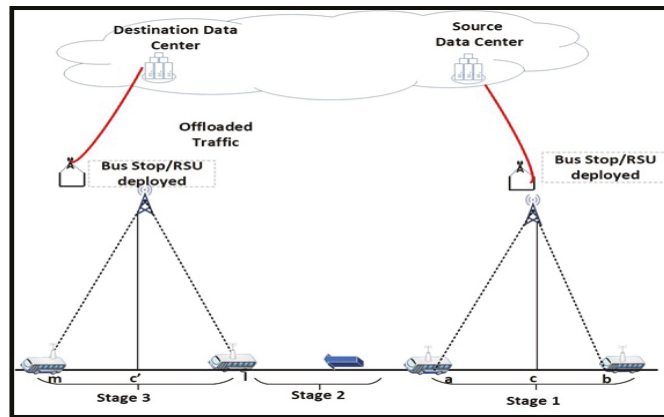 Destination Data
Center
Source
Data Center
Offloaded
Traffic
Bus Stop/RSU
deployed
Bus Stop/RSU
deployed
m
c'
l
a
c
b
Stage 3
Stage 2
Stage 1